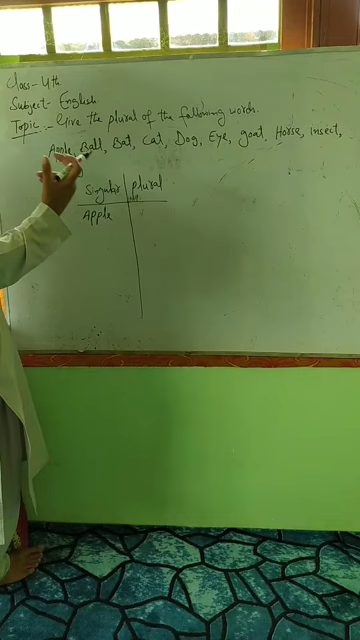 Class-4th
Subject- English
Topic:- Give the plural of the following words.
Apple, Ball, Bat, Cat, Dog, Eye, goat, Horse, insect,
Singular plural
Apple